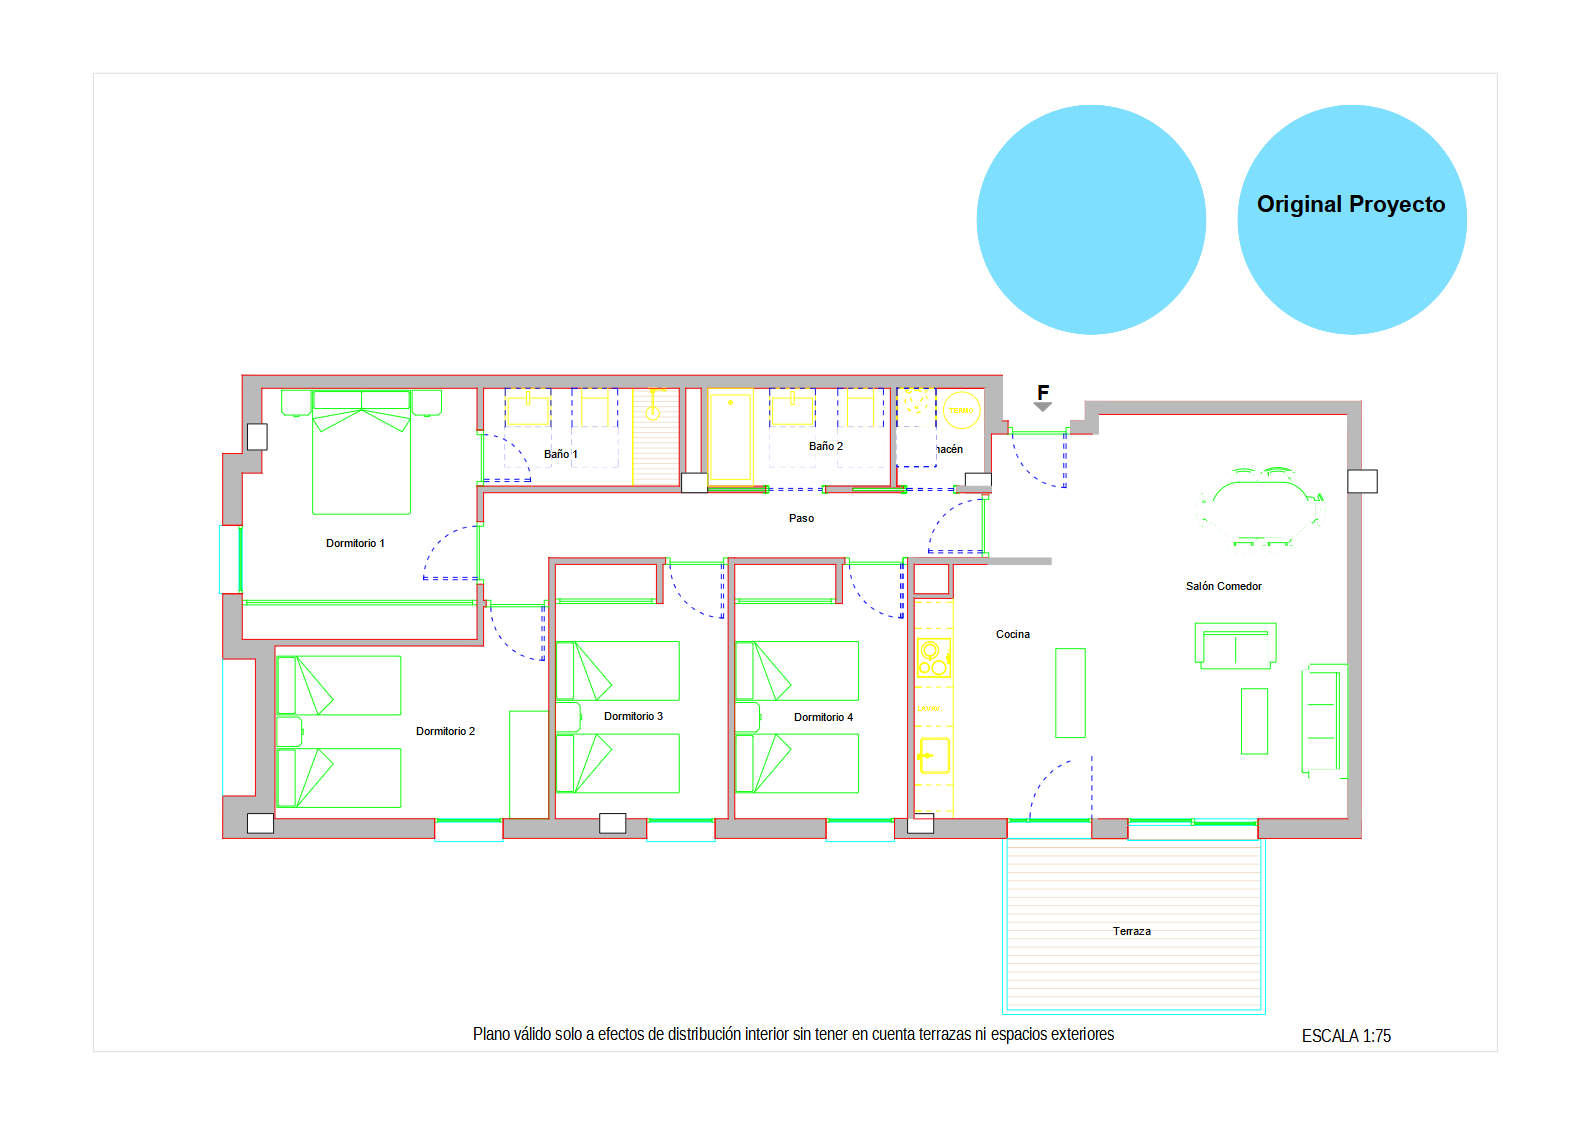 Original Proyecto
F
TERMO
Baño 1
Baño 2
macén
Paso
Dormitorio 1
Salón Comedor
Cocina
Dormitorio 2
Dormitorio 3
Dormitorio 4
Terraza
Plano válido solo a efectos de distribución interior sin tener en cuenta terrazas ni espacios exteriores
ESCALA 1:75